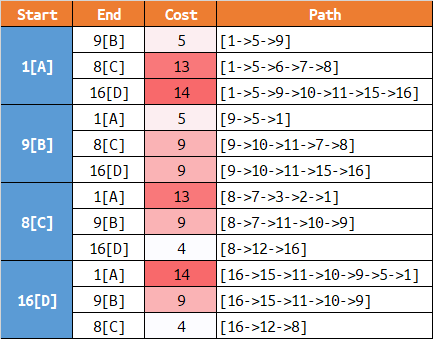 Start End Cost Path
1[A] 9[B] 5 [1->5->9]
8[C] 13 [1->5->6->7->8]
16[D] 14 [1->5->9->10->11->15->16]
9[B] 1[A] 5 [9->5->1]
8[C] 9 [9->10->11->7->8]
16[D] 9 [9->10->11->15->16]
8[C] 1[A] 13 [8->7->3->2->1]
9[B] 9 [8->7->11->10->9]
16[D] 4 [8->12->16]
16[D] 1[A] 14 [16->15->11->10->9->5->1]
9[B] 9 [16->15->11->10->9]
8[C] 4 [16->12->8]